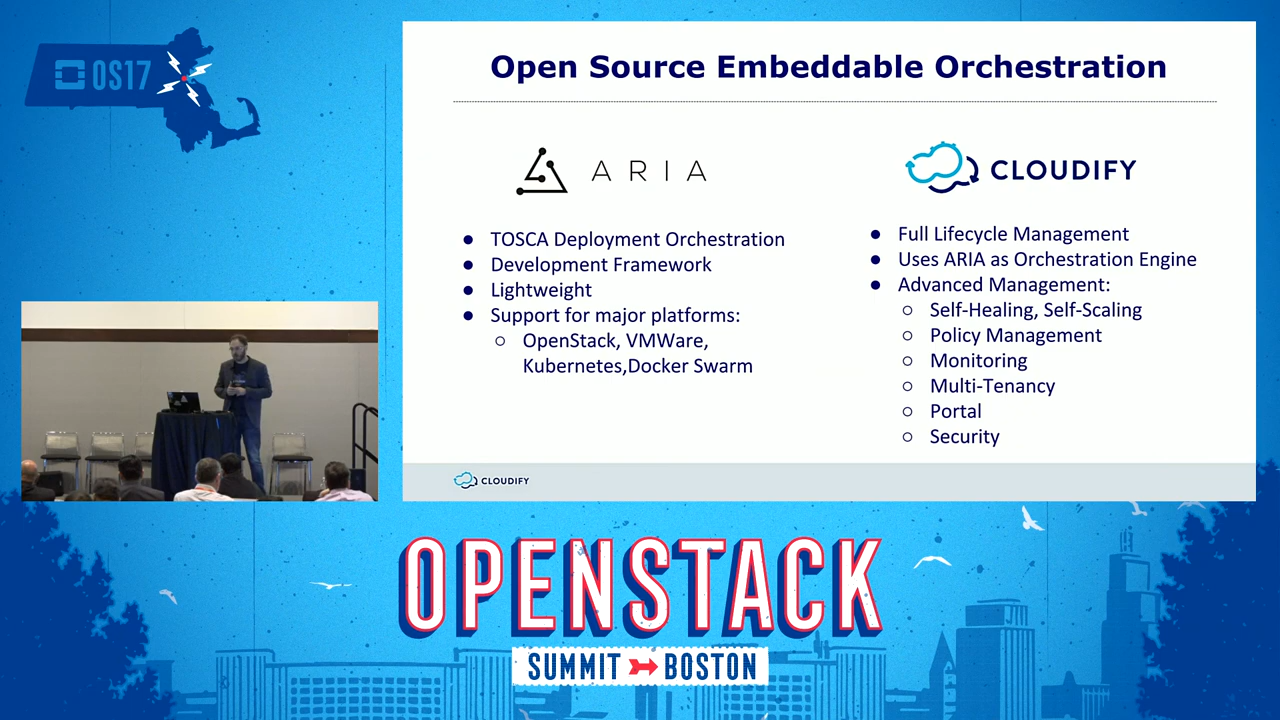 OS17
Open Source Embeddable Orchestration
ARIA
● TOSCA Deployment Orchestration
● Development Framework
● Lightweight
● Support for major platforms:
○ OpenStack, VMWare,
Kubernetes,Docker Swarm
CLOUDIFY
● Full Lifecycle Management
● Uses ARIA as Orchestration Engine
● Advanced Management:
○ Self-Healing, Self-Scaling
○ Policy Management
○ Monitoring
○ Multi-Tenancy
○ Portal
○ Security
CLOUDIFY
OPENSTACK
SUMMIT BOSTON